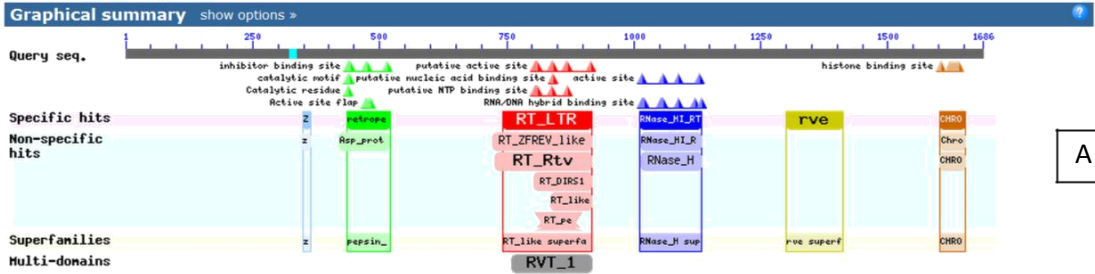 Graphical summary show options »
?
1 250 500 750 1000 1250 1500 1686
Query seq.
inhibitor binding site putative active site histone binding site
catalytic motif putative nucleic acid binding site active site
Catalytic residue putative NTP binding site
Active site flap RNA/DNA hybrid binding site
Specific hits Z retrope RT_LTR RNase_HI_RT rve CHRO
Non-specific z Asp_prot RT_ZFREV_like RNase_HI_R Chro
hits RT_Rtv RNase_H CHRO
A
RT_DIRS1
RT_like
RT_pe
Superfamilies z pepsin_ RT_like superfa RNase_H sup rve superf CHRO
Multi-domains RVT_1